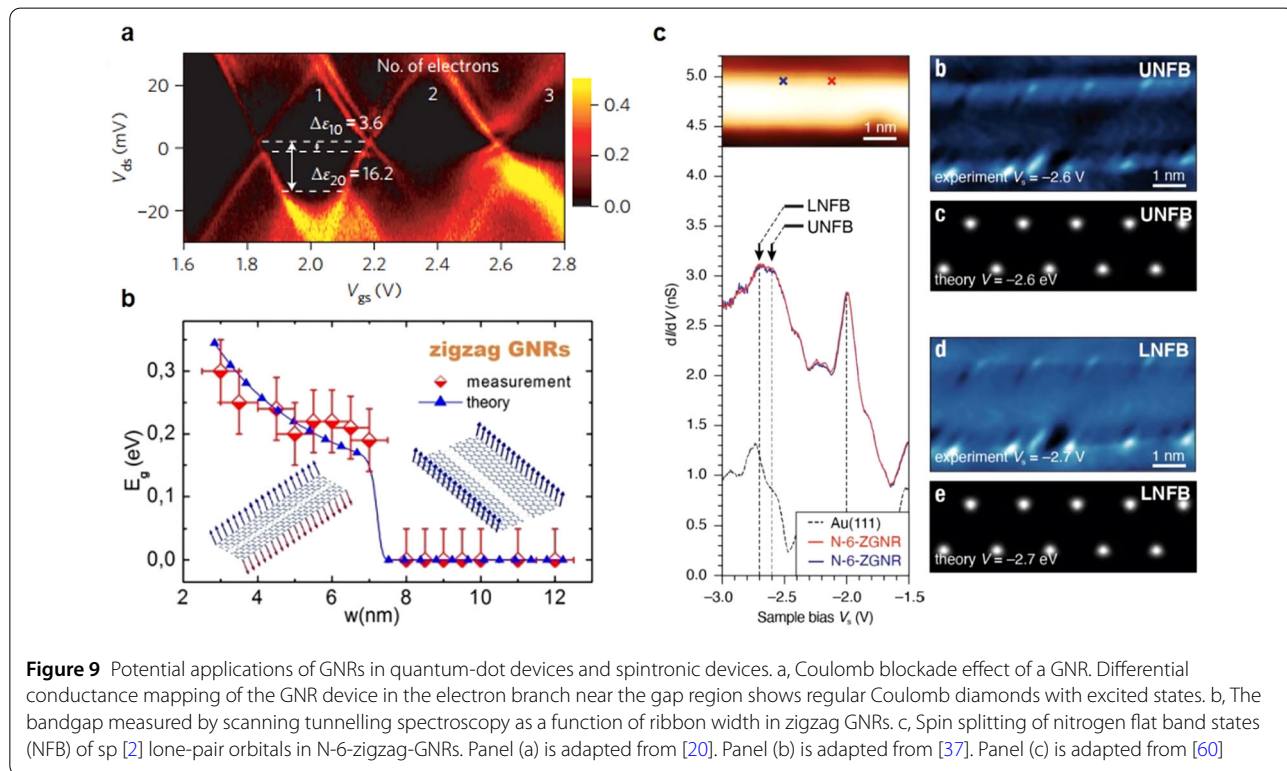 a
No. of electrons
1
2
3
Δε10 = 3.6
Δε20 = 16.2
20
0
−20
Vds (mV)
1.6 2.0 2.2 2.4 2.6 2.8
Vgs (V)
0.4
0.2
0.0
b
zigzag GNRs
measurement
theory
0,3
0,2
0,1
0,0
Eg (eV)
2 4 6 8 10 12
w(nm)
c
5.0
4.5
1 nm
4.0
3.5
3.0
2.5
2.0
1.5
1.0
0.5
0.0
dI/dV (nS)
LNFB
UNFB
Au(111)
N-6-ZGNR
N-6-ZGNR
−3.0 −2.5 −2.0 −1.5
Sample bias Vs (V)
b UNFB
experiment Vs = −2.6 V 1 nm
c UNFB
theory V = −2.6 eV
d LNFB
experiment Vs = −2.7 V 1 nm
e LNFB
theory V = −2.7 eV
Figure 9 Potential applications of GNRs in quantum-dot devices and spintronic devices. a, Coulomb blockade effect of a GNR. Differential
conductance mapping of the GNR device in the electron branch near the gap region shows regular Coulomb diamonds with excited states. b, The
bandgap measured by scanning tunnelling spectroscopy as a function of ribbon width in zigzag GNRs. c, Spin splitting of nitrogen flat band states
(NFB) of sp [2] lone-pair orbitals in N-6-zigzag-GNRs. Panel (a) is adapted from [20]. Panel (b) is adapted from [37]. Panel (c) is adapted from [60]